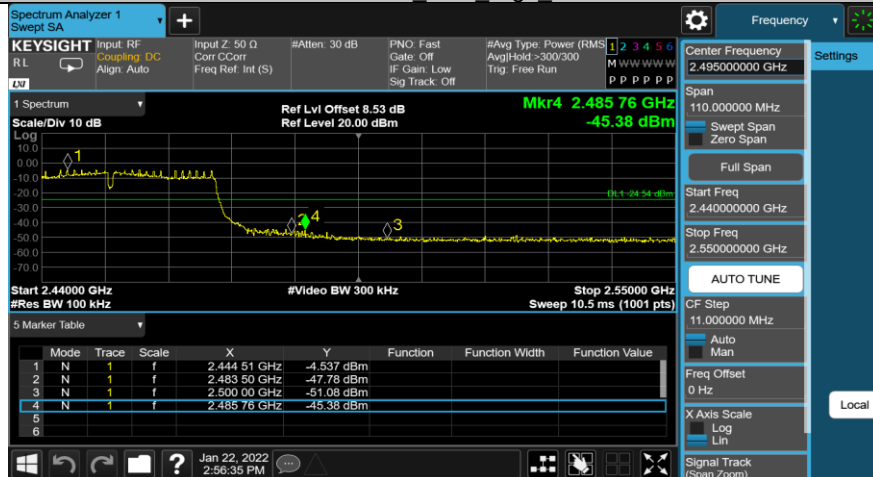 Spectrum Analyzer 1
Swept SA
+
Frequency
KEYSIGHT
R L
LXI
Input: RF
Coupling: DC
Align: Auto
Input Z: 50 Ω
Corr CCorr
Freq Ref: Int (S)
#Atten: 30 dB
PNO: Fast
Gate: Off
IF Gain: Low
Sig Track: Off
#Avg Type: Power (RMS
Avg|Hold:>300/300
Trig: Free Run
1 2 3 4 5 6
M W W W W W
P P P P P P
1 Spectrum
Scale/Div 10 dB
Ref Lvl Offset 8.53 dB
Ref Level 20.00 dBm
Mkr4 2.485 76 GHz
-45.38 dBm
Log
10.0
0.00
-10.0
-20.0
-30.0
-40.0
-50.0
-60.0
-70.0
1
2
4
3
DL1 -24.54 dBm
Start 2.44000 GHz
#Res BW 100 kHz
#Video BW 300 kHz
Stop 2.55000 GHz
Sweep 10.5 ms (1001 pts)
5 Marker Table
Mode Trace Scale X Y Function Function Width Function Value
1 N 1 f 2.444 51 GHz -4.537 dBm
2 N 1 f 2.483 50 GHz -47.78 dBm
3 N 1 f 2.500 00 GHz -51.08 dBm
4 N 1 f 2.485 76 GHz -45.38 dBm
5
6
?
Jan 22, 2022
2:56:35 PM
Center Frequency
2.495000000 GHz
Span
110.000000 MHz
Swept Span
Zero Span
Full Span
Start Freq
2.440000000 GHz
Stop Freq
2.550000000 GHz
AUTO TUNE
CF Step
11.000000 MHz
Auto
Man
Freq Offset
0 Hz
X Axis Scale
Log
Lin
Signal Track
(Span Zoom)
Settings
Local